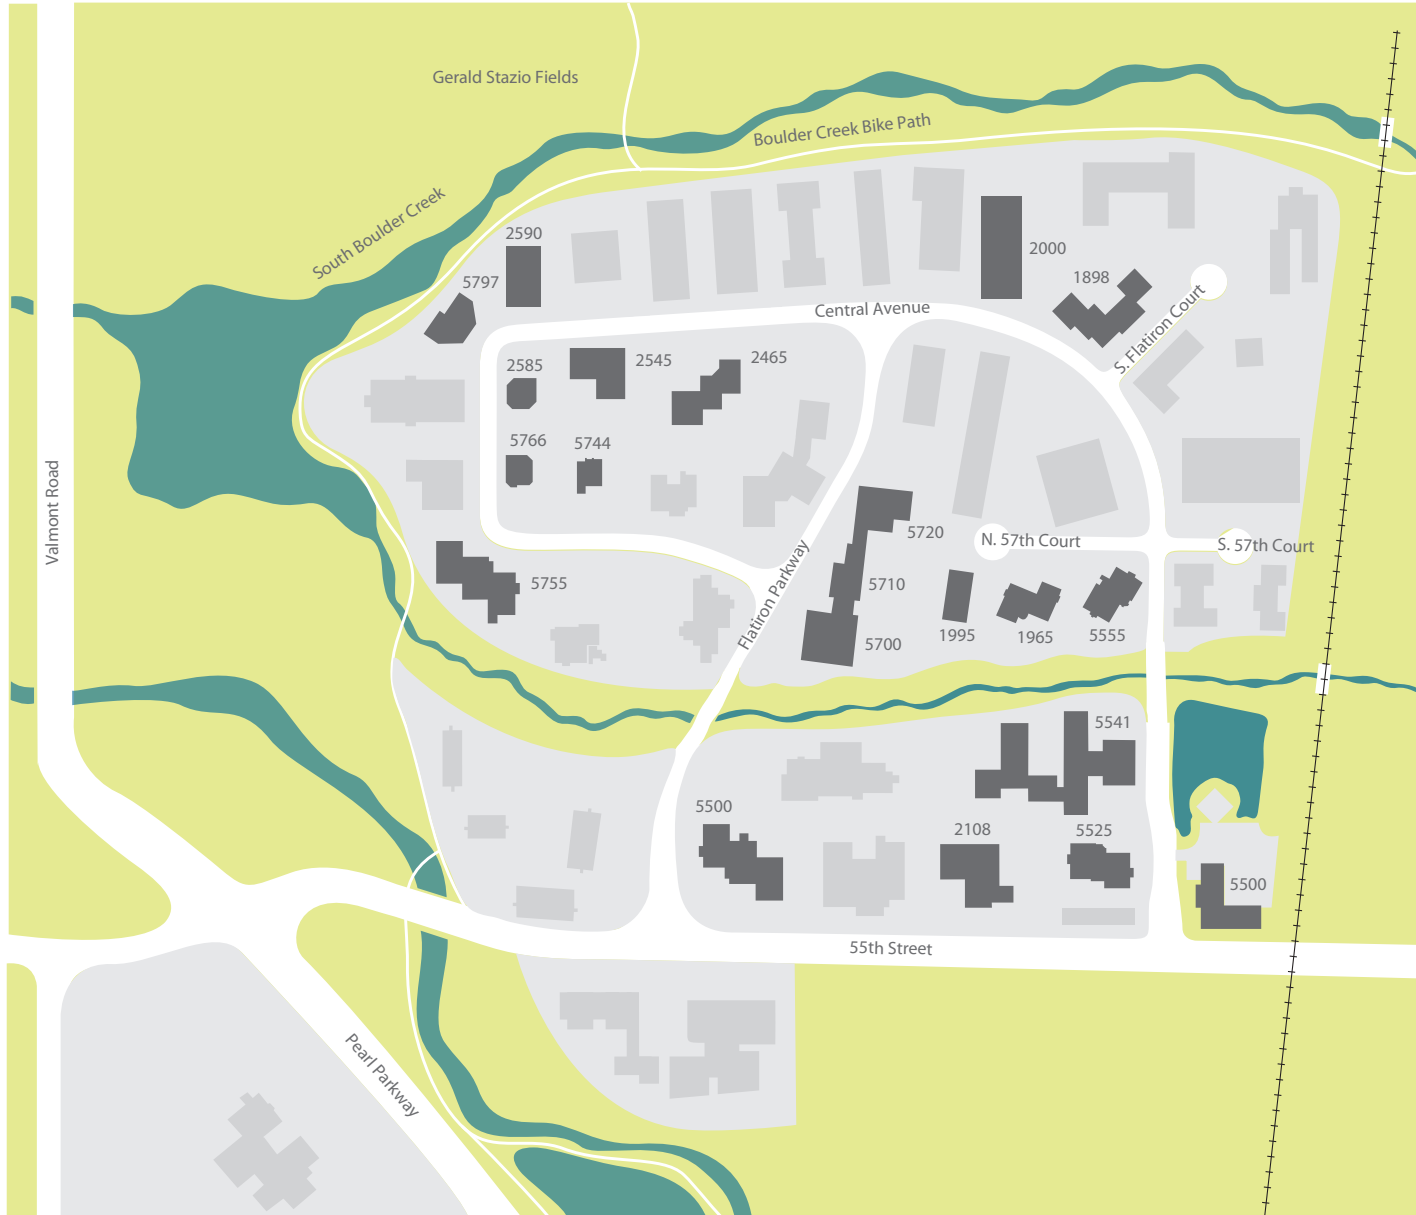 Gerald Stazio Fields
Boulder Creek Bike Path
South Boulder Creek
2590
2000
5797
1898
Central Avenue
S. Flatiron Court
2585
2545
2465
5766
5744
Valmont Road
5720
N. 57th Court
S. 57th Court
5755
5710
Flatiron Parkway
1995
1965
5555
5700
5541
5500
2108
5525
5500
55th Street
Pearl Parkway